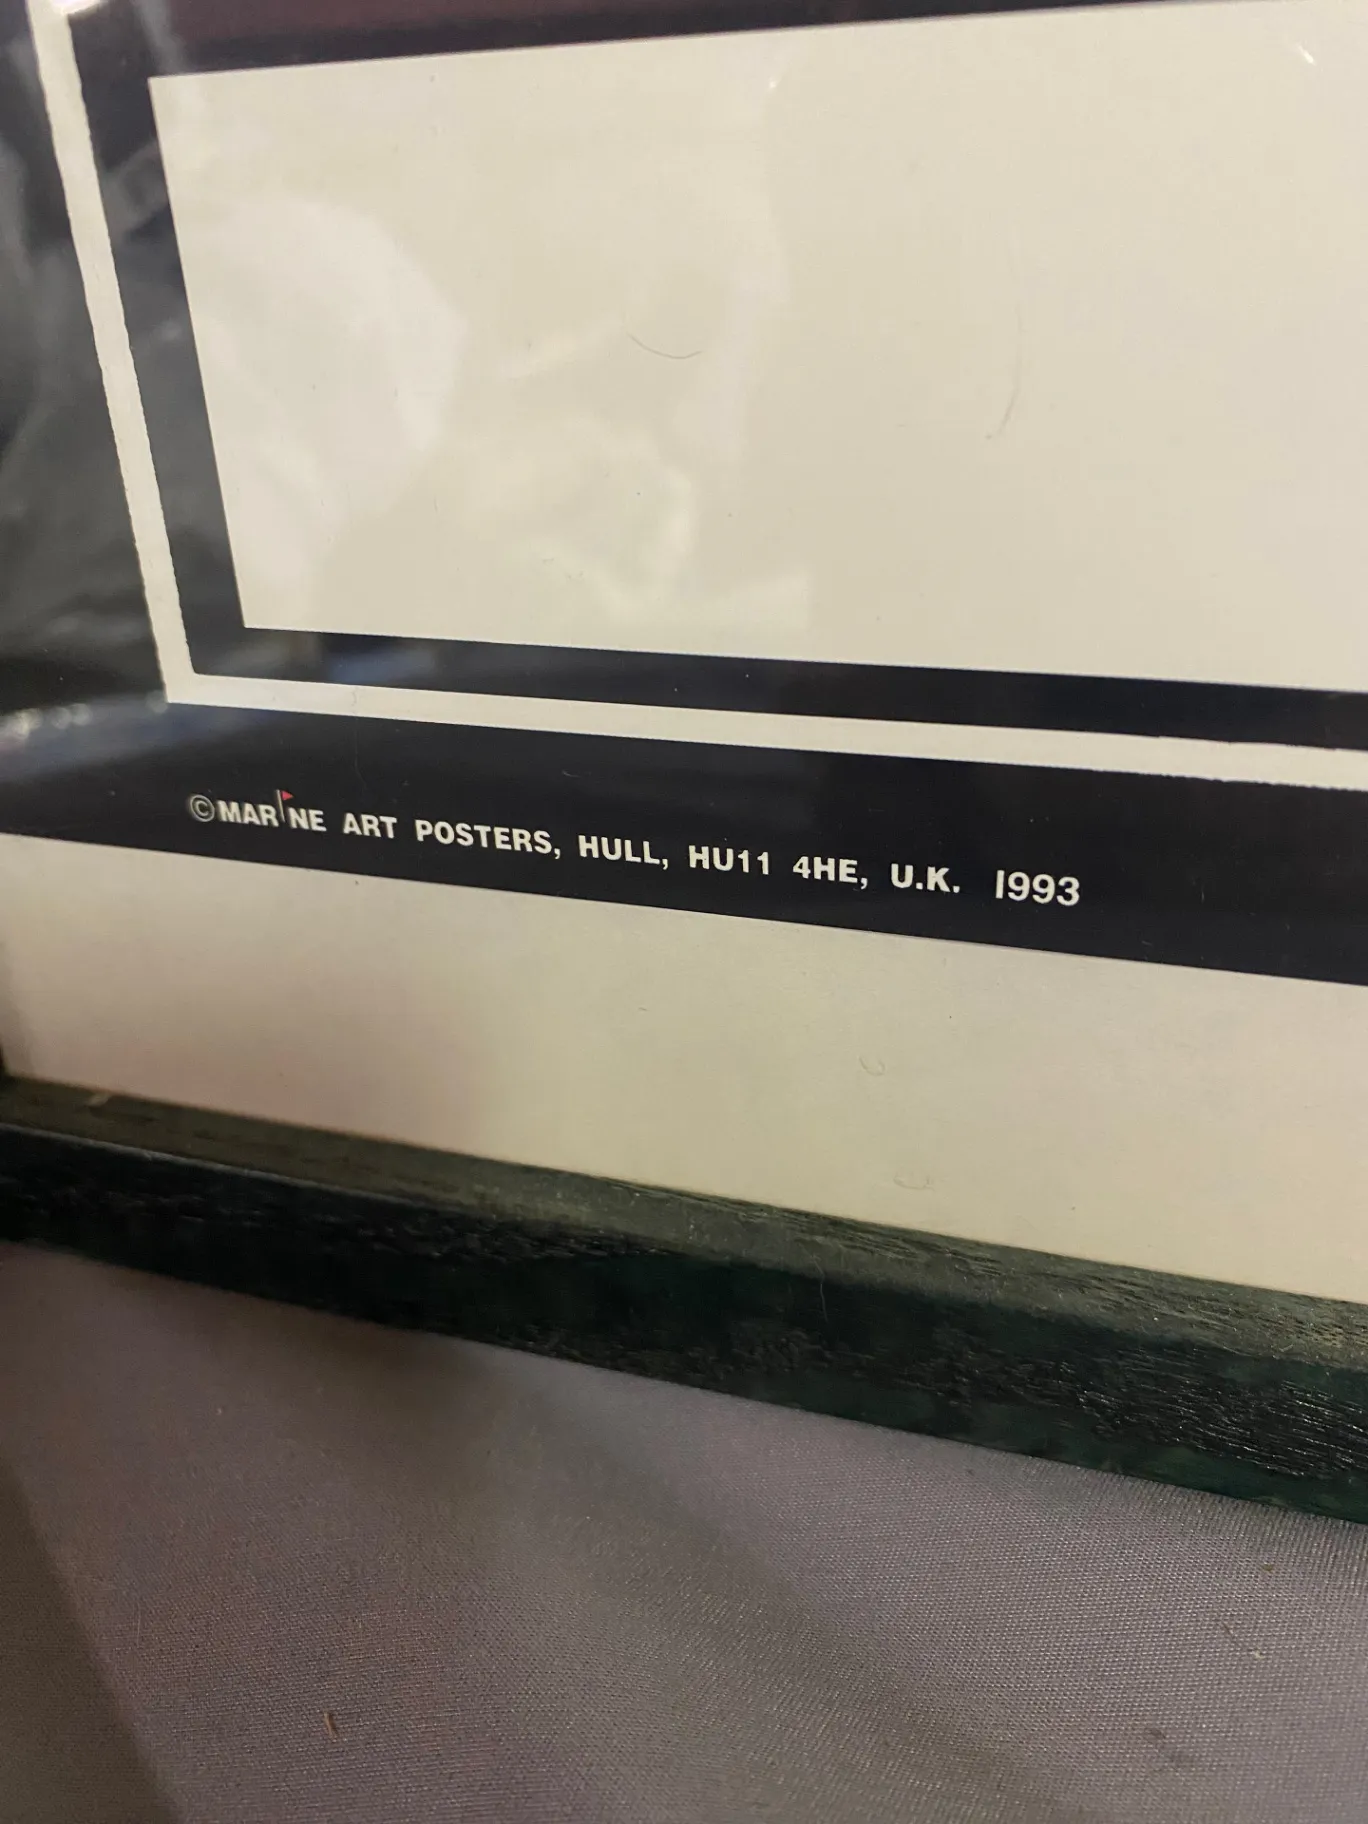 ©MARINE ART POSTERS, HULL, HU11 4HE, U.K. 1993